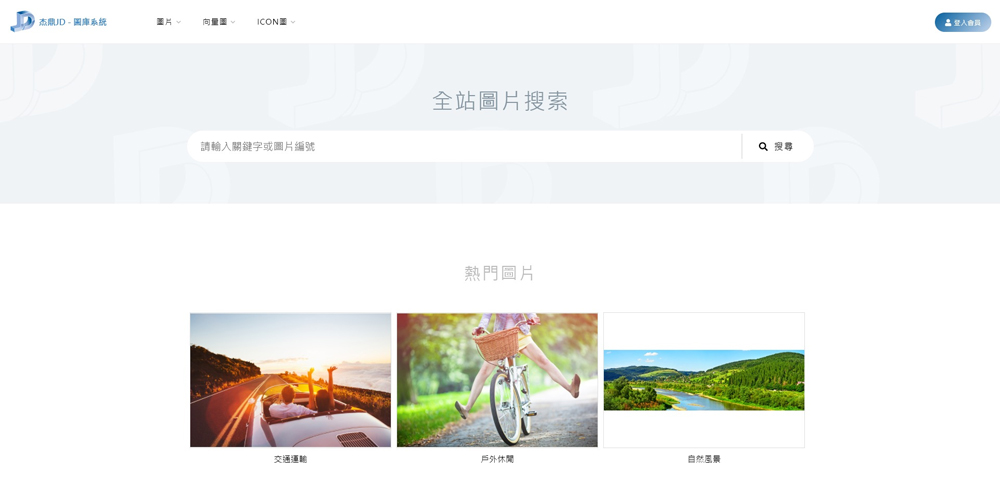 杰鼎JD - 圖庫系統
圖片
向量圖
ICON圖
登入會員
全站圖片搜索
請輸入關鍵字或圖片編號
搜尋
熱門圖片
交通運輸
戶外休閒
自然風景